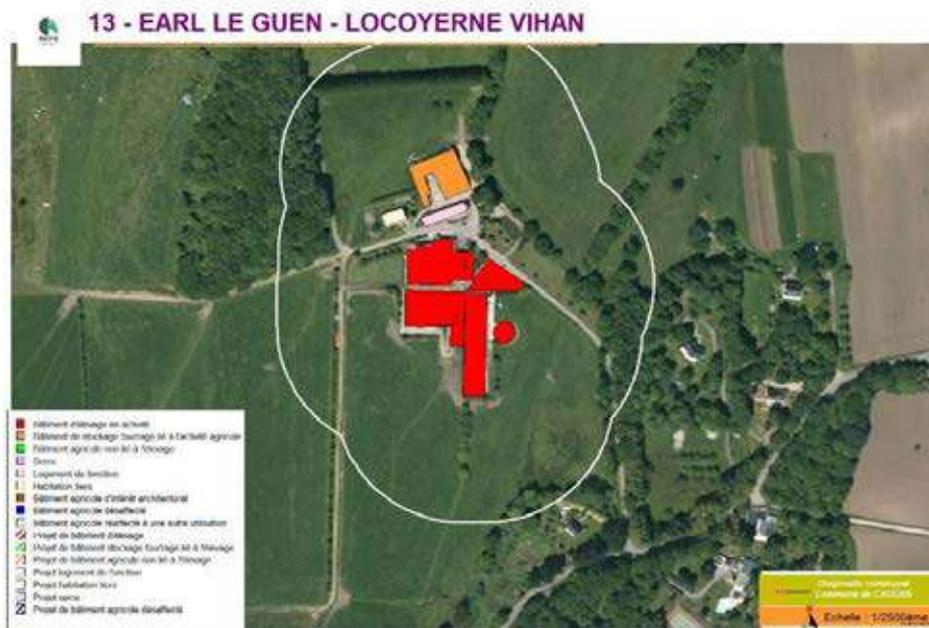 13 - EARL LE GUEN - LOCOYERNE VIHAN
Bâtiment d'élevage en activité
Bâtiment de stockage fourrage lié à l'activité agricole
Bâtiment agricole non lié à l'élevage
Serre
Logement de fonction
Habitation tiers
Bâtiment agricole d'intérêt architectural
Bâtiment agricole désaffecté
Bâtiment agricole réaffecté à une autre utilisation
Projet de bâtiment d'élevage
Projet de bâtiment stockage fourrage lié à l'élevage
Projet de bâtiment agricole non lié à l'élevage
Projet logement de fonction
Projet habitation tiers
Projet serre
Projet de bâtiment agricole désaffecté
Diagnostic communal
Commune de
Echelle : 1/2500ème